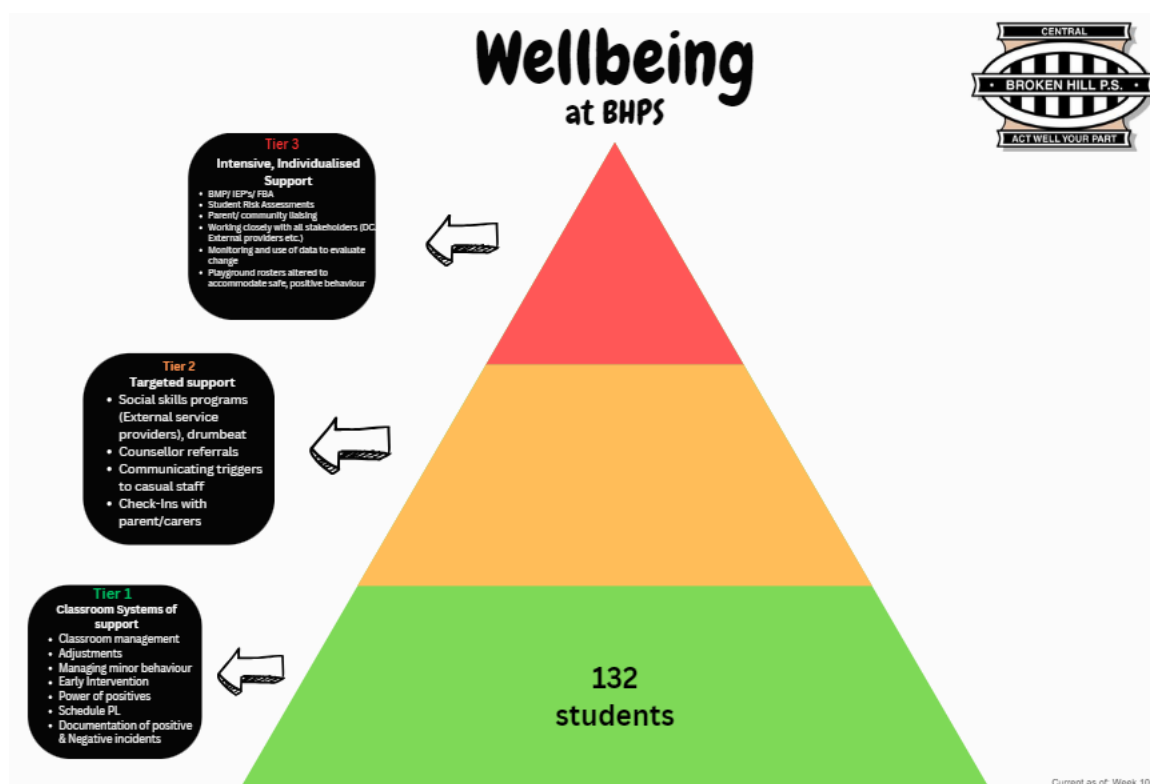 Wellbeing
at BHPS
CENTRAL
BROKEN HILL P.S.
ACT WELL YOUR PART
Tier 3
Intensive, Individualised
Support
• BMP/ IEP's/ FBA
• Student Risk Assessments
• Parent/ community liaising
• Working closely with all stakeholders (DC
External providers etc.)
• Monitoring and use of data to evaluate
change
• Playground rosters altered to
accommodate safe, positive behaviour
Tier 2
Targeted support
• Social skills programs
(External service
providers), drumbeat
• Counsellor referrals
• Communicating triggers
to casual staff
• Check-Ins with
parent/carers
Tier 1
Classroom Systems of
support
• Classroom management
• Adjustments
• Managing minor behaviour
• Early Intervention
• Power of positives
• Schedule PL
• Documentation of positive
& Negative incidents
132
students
Current as of: Week 10